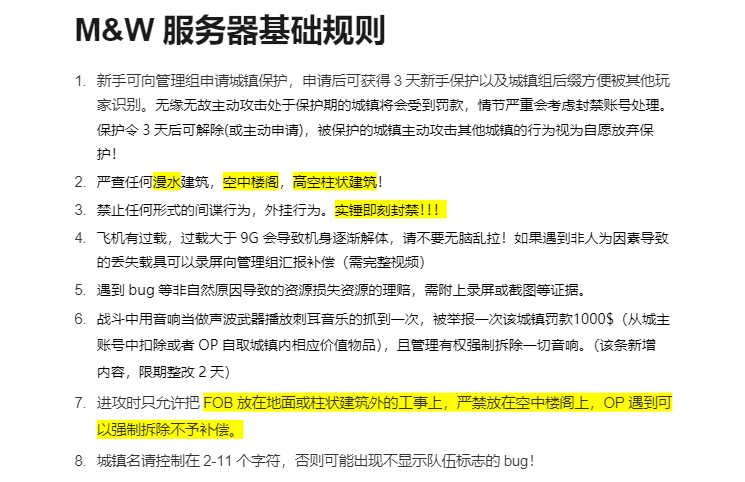 M&W 服务器基础规则
1. 新手可向管理组申请城镇保护，申请后可获得 3 天新手保护以及城镇组后缀方便被其他玩
家识别。无缘无故主动攻击处于保护期的城镇将会受到罚款，情节严重会考虑封禁账号处理。
保护令 3 天后可解除(或主动申请)，被保护的城镇主动攻击其他城镇的行为视为自愿放弃保
护！
2. 严查任何漫水建筑，空中楼阁，高空柱状建筑！
3. 禁止任何形式的间谍行为，外挂行为。实锤即刻封禁！！！
4. 飞机有过载，过载大于 9G 会导致机身逐渐解体，请不要无脑乱拉！如果遇到非人为因素导致
的丢失载具可以录屏向管理组汇报补偿（需完整视频）
5. 遇到 bug 等非自然原因导致的资源损失资源的理赔，需附上录屏或截图等证据。
6. 战斗中用音响当做声波武器播放刺耳音乐的抓到一次，被举报一次该城镇罚款1000$（从城主
账号中扣除或者 OP 自取城镇内相应价值物品），且管理有权强制拆除一切音响。（该条新增
内容，限期整改 2 天）
7. 进攻时只允许把 FOB 放在地面或柱状建筑外的工事上，严禁放在空中楼阁上，OP 遇到可
以强制拆除不予补偿。
8. 城镇名请控制在 2-11 个字符，否则可能出现不显示队伍标志的 bug！